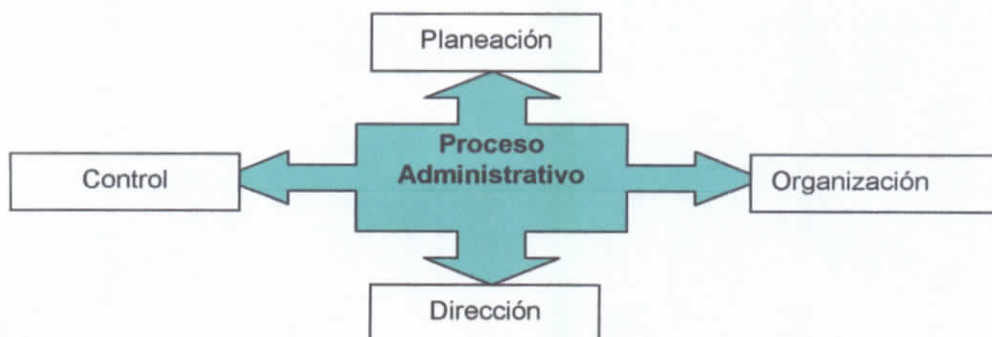 Planeación
Proceso
Administrativo
Control
Organización
Dirección